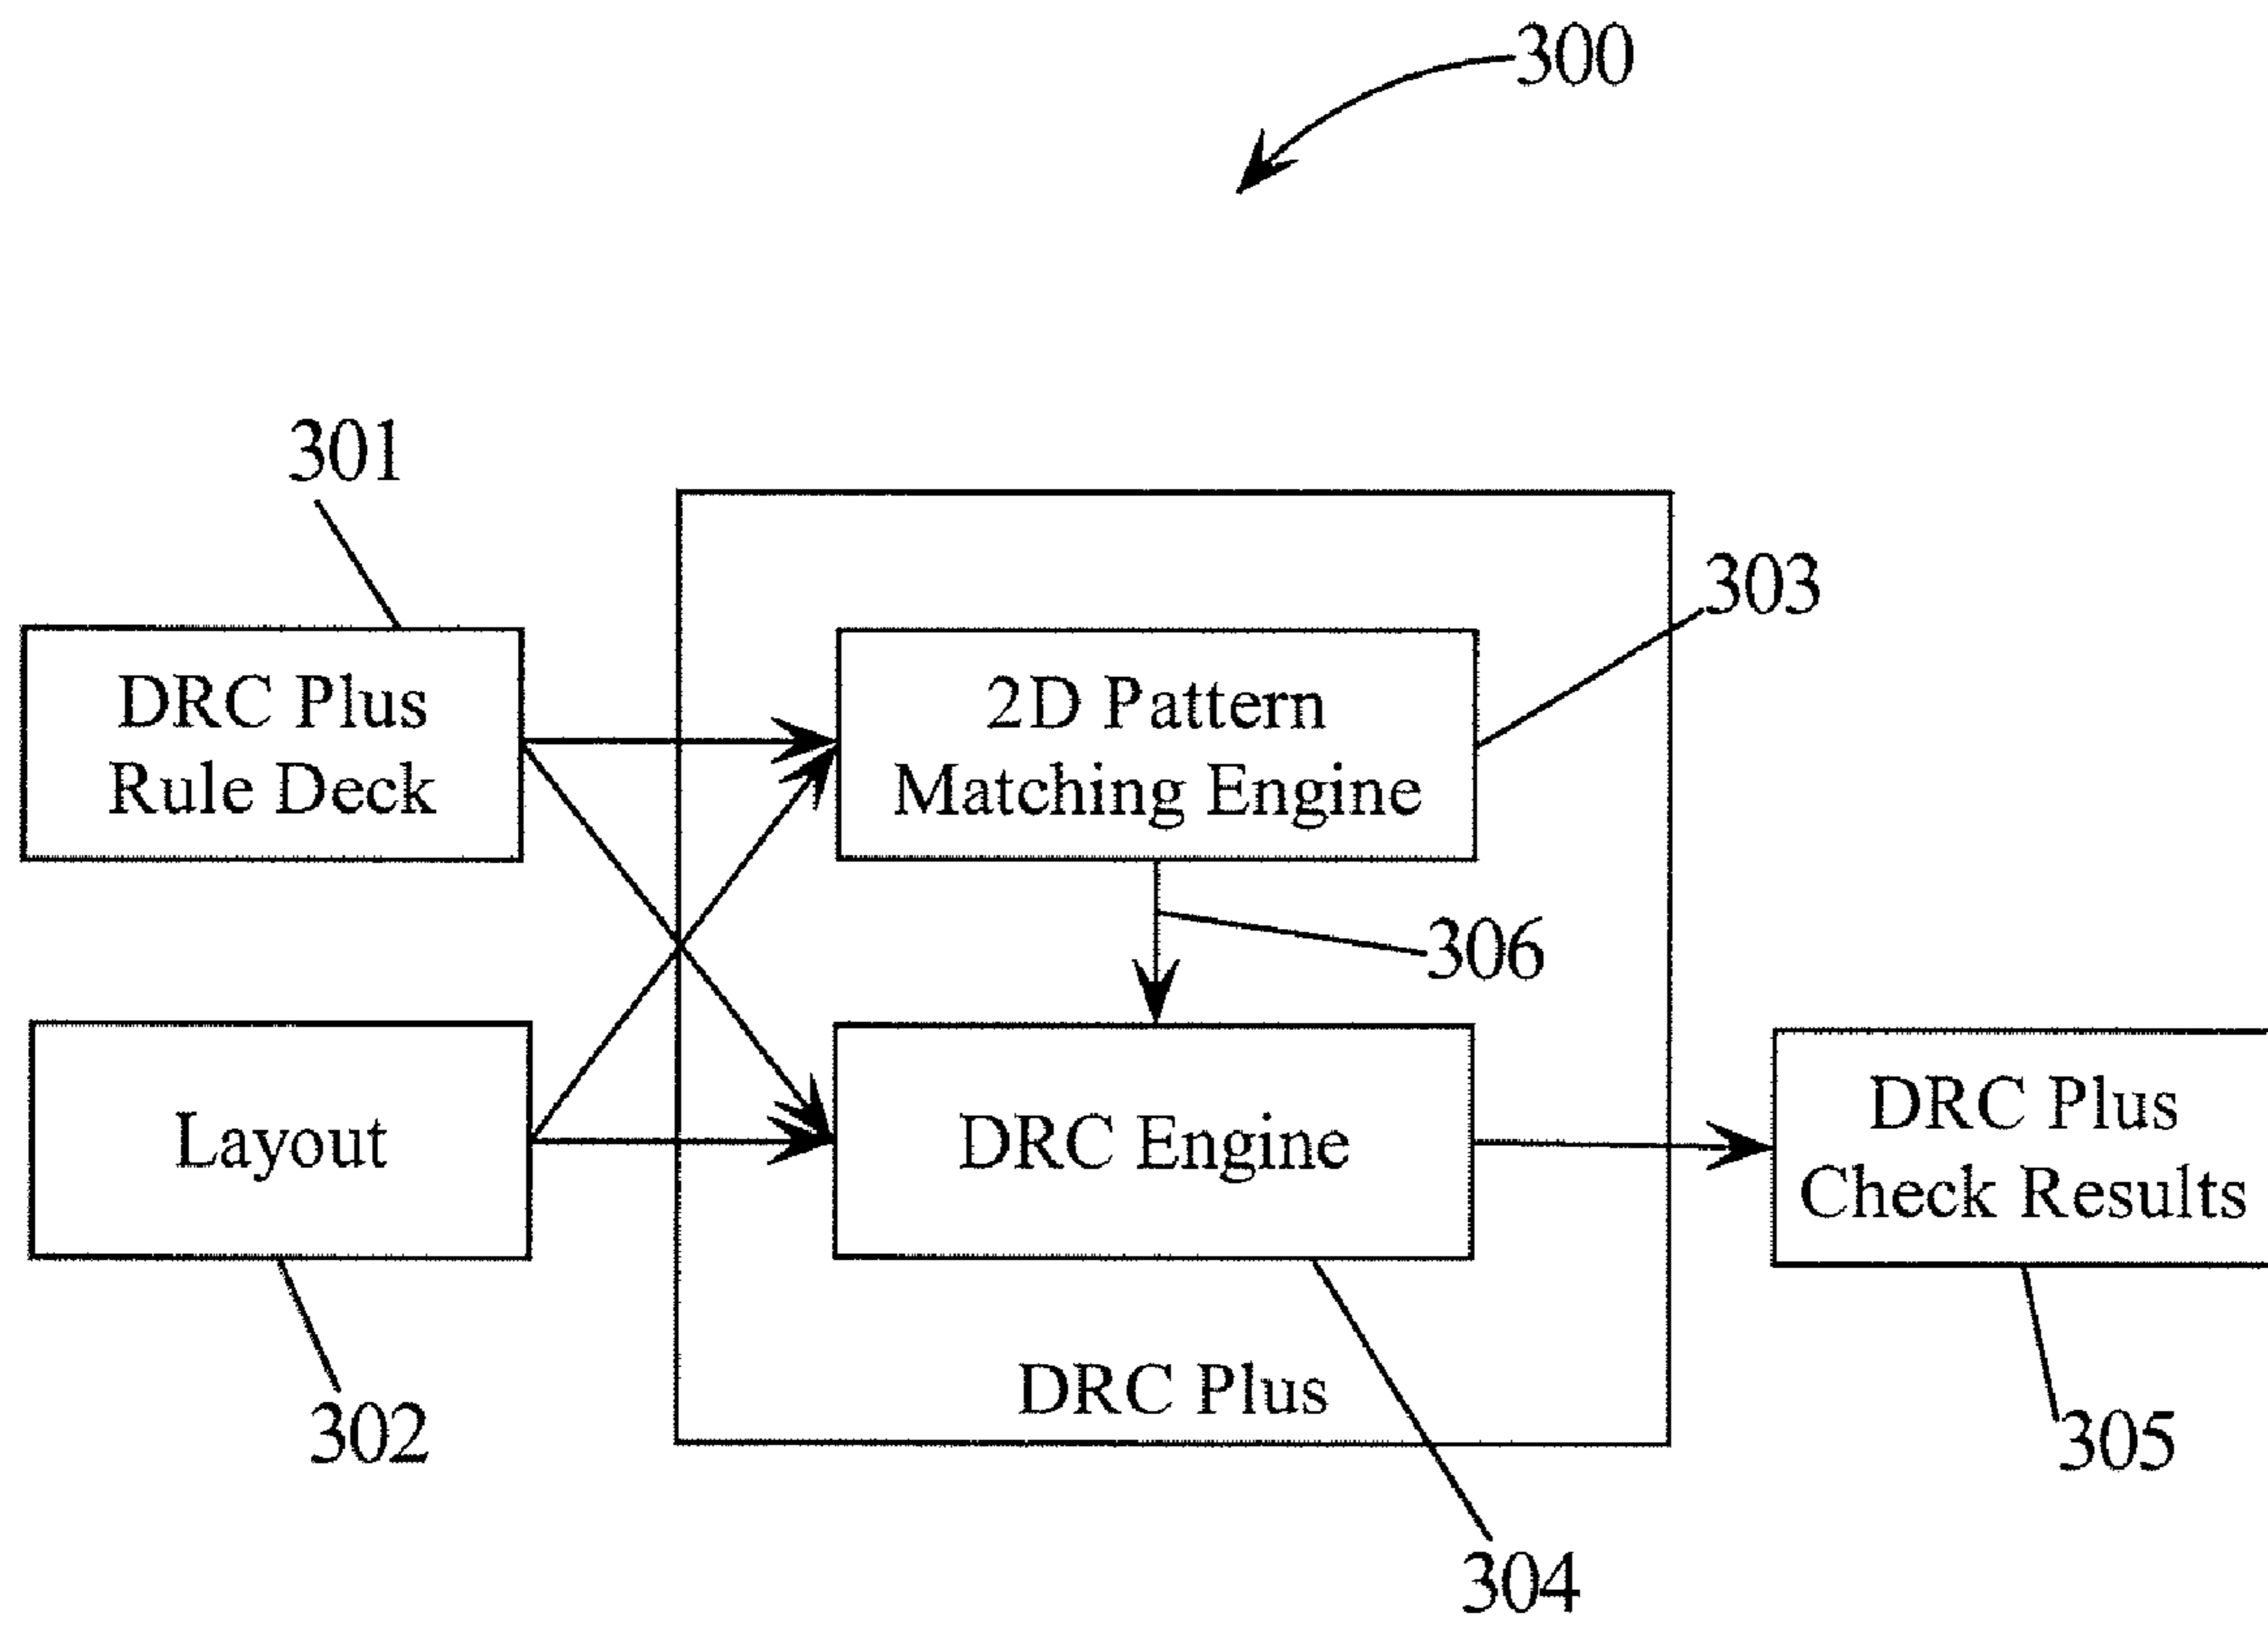 300
301
303
DRC Plus
Rule Deck
2D Pattern
Matching Engine
306
Layout
DRC Engine
DRC Plus
Check Results
DRC Plus
302
305
304